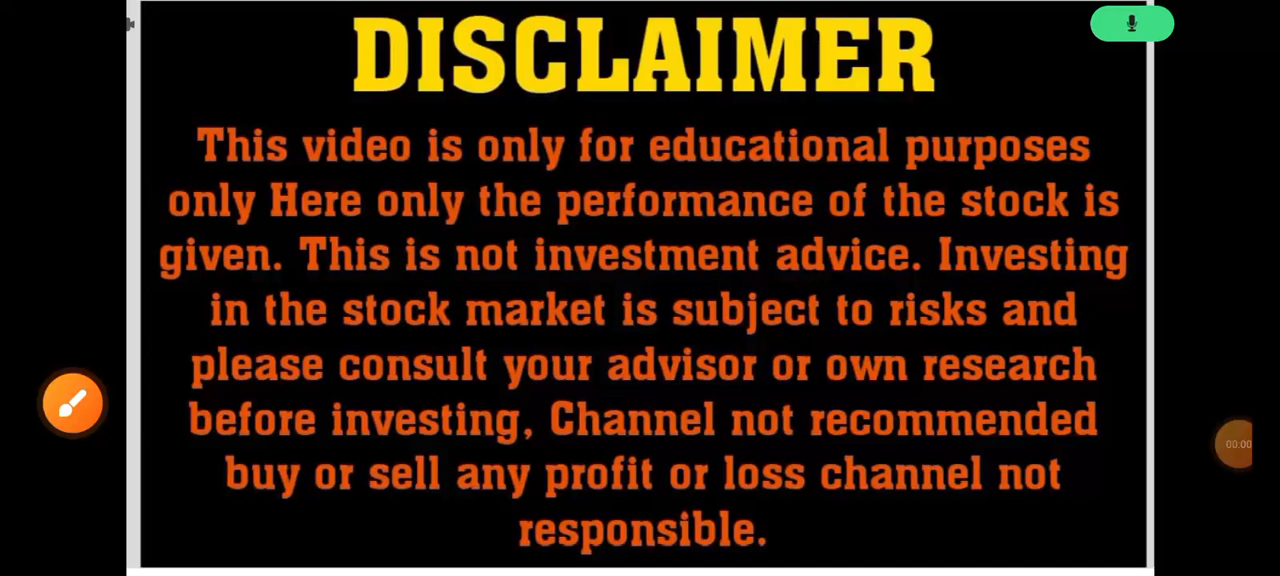 DISCLAIMER
This video is only for educational purposes
only Here only the performance of the stock is
given. This is not investment advice. Investing
in the stock market is subject to risks and
please consult your advisor or own research
before investing, Channel not recommended
buy or sell any profit or loss channel not
responsible.
00:00